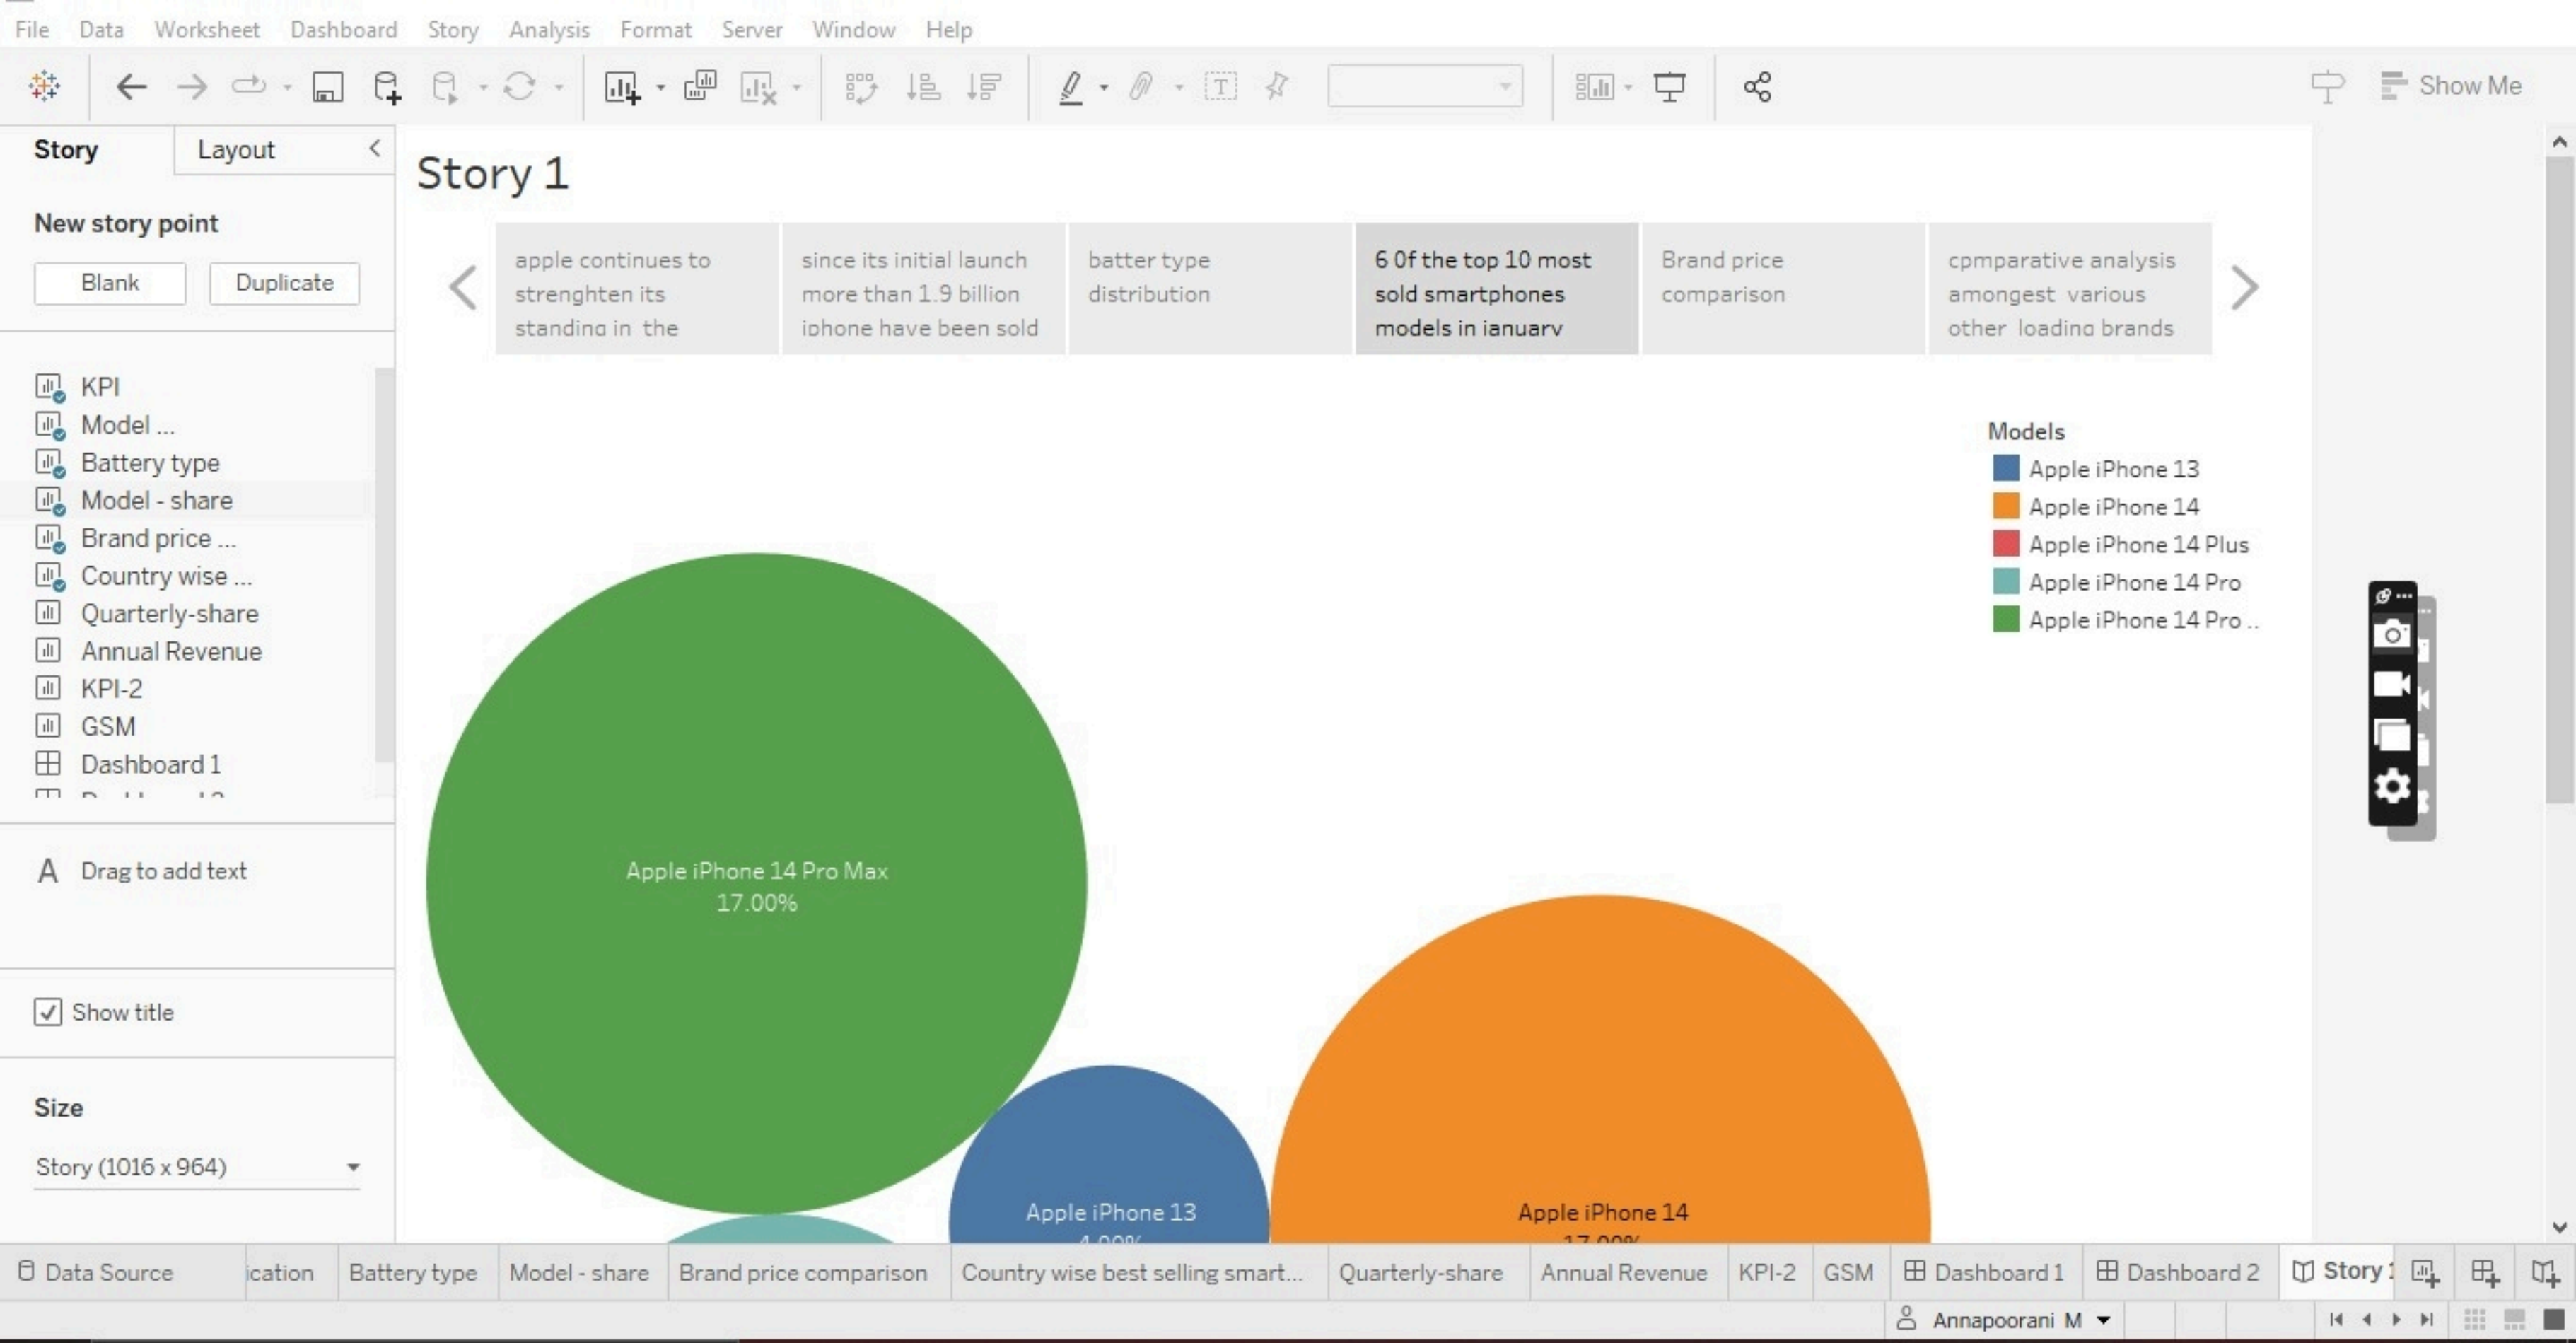 File Data Worksheet Dashboard Story Analysis Format Server Window Help
Show Me
Story Layout
New story point
Blank Duplicate
KPI
Model ...
Battery type
Model - share
Brand price ...
Country wise ...
Quarterly-share
Annual Revenue
KPI-2
GSM
Dashboard 1
A Drag to add text
Show title
Size
Story (1016 x 964)
Story 1
apple continues to
strenghten its
standing in the
since its initial launch
more than 1.9 billion
iphone have been sold
batter type
distribution
6 0f the top 10 most
sold smartphones
models in january
Brand price
comparison
cpmparative analysis
amongest various
other loading brands
Models
Apple iPhone 13
Apple iPhone 14
Apple iPhone 14 Plus
Apple iPhone 14 Pro
Apple iPhone 14 Pro ..
Apple iPhone 14 Pro Max
17.00%
Apple iPhone 13
4.00%
Apple iPhone 14
17.00%
Data Source ication Battery type Model - share Brand price comparison Country wise best selling smart... Quarterly-share Annual Revenue KPI-2 GSM Dashboard 1 Dashboard 2 Story 1
Annapoorani M